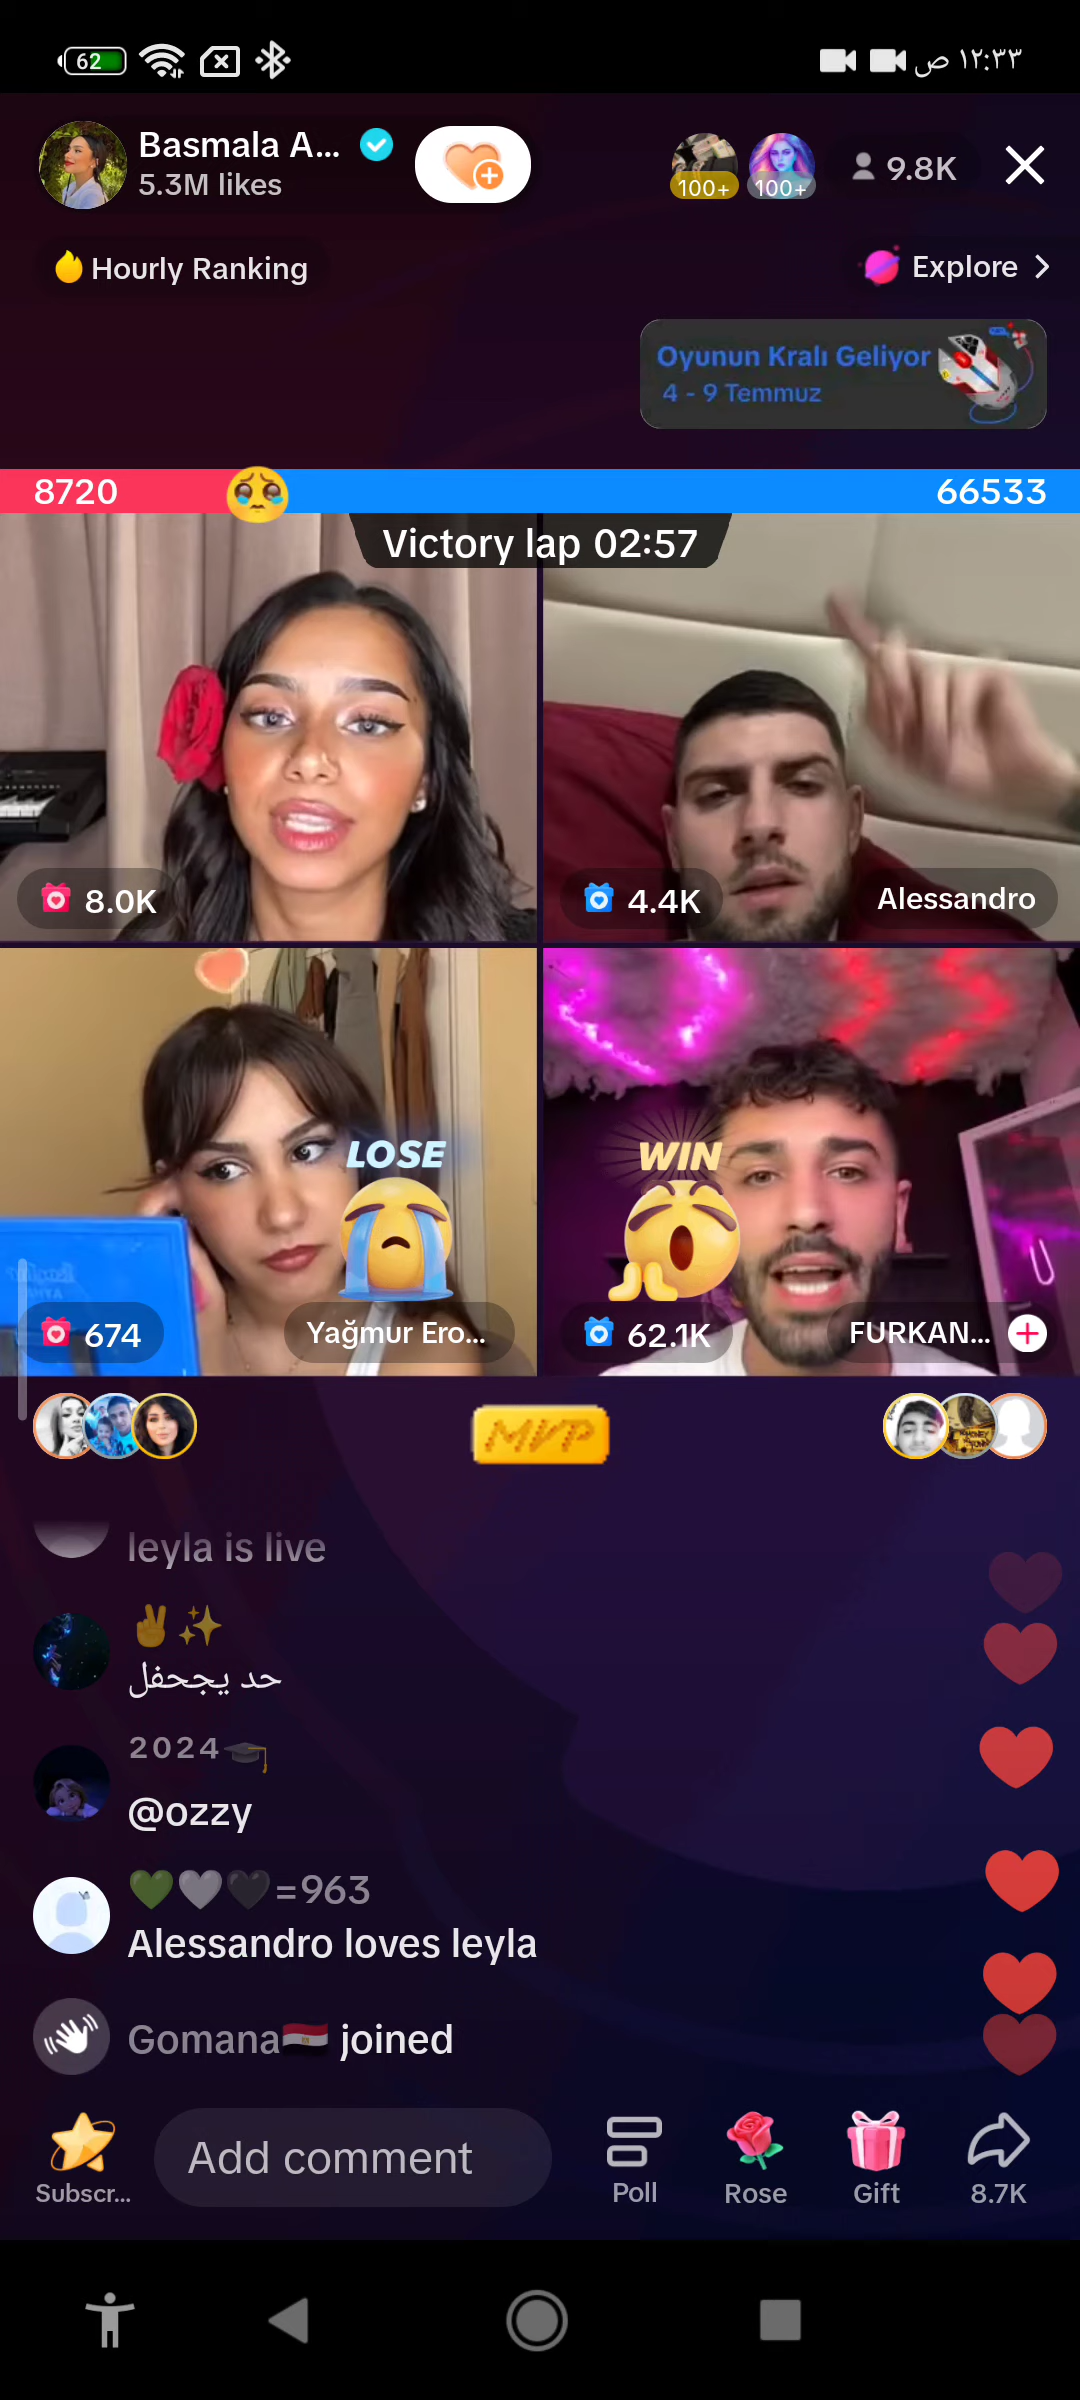 62
١٢:٣٣ ص
Basmala A...
5.3M likes
100+
100+
9.8K
Hourly Ranking
Explore
Oyunun Kralı Geliyor
4 - 9 Temmuz
8720
66533
Victory lap 02:57
8.0K
4.4K
Alessandro
LOSE
WIN
674
Yağmur Ero...
62.1K
FURKAN...
MVP
leyla is live
✌✨
حد يجحفل
2024🎓
@ozzy
💚🤍🖤=963
Alessandro loves leyla
Gomana🇪🇬 joined
Subscr...
Add comment
Poll
Rose
Gift
8.7K